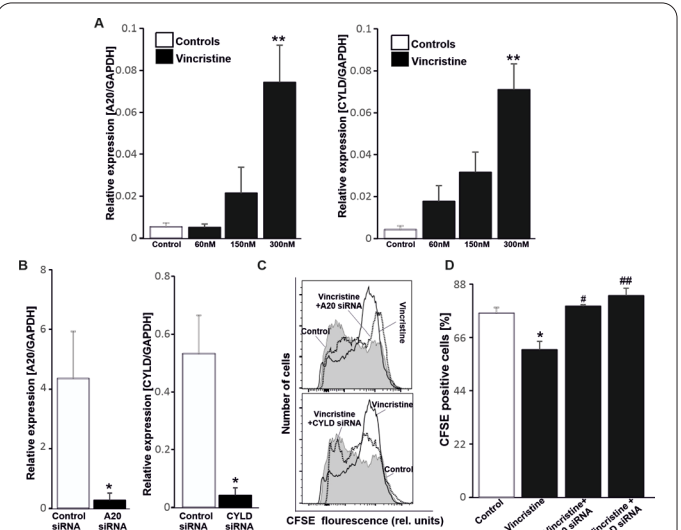 A
Relative expression [A20/GAPDH]
0.1
0.08
0.06
0.04
0.02
0
Controls
Vincristine
**
Control 60nM 150nM 300nM
Relative expression [CYLD/GAPDH]
0.1
0.08
0.06
0.04
0.02
0
Controls
Vincristine
**
Control 60nM 150nM 300nM
B
Relative expression [A20/GAPDH]
8
6
4
2
0
*
Control siRNA
A20 siRNA
Relative expression [CYLD/GAPDH]
0.8
0.6
0.4
0.2
0
*
Control siRNA
CYLD siRNA
C
Number of cells
Vincristine
+A20 siRNA
Vincristine
Control
Vincristine
Vincristine
+CYLD siRNA
Control
CFSE flourescence (rel. units)
D
CFSE positive cells [%]
88
66
44
22
0
*
#
##
Control
Vincristine
Vincristine+
siRNA
Vincristine +
siRNA